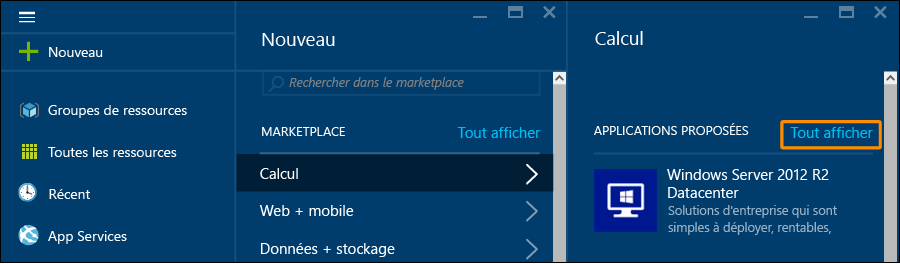 Nouveau
Groupes de ressources
Toutes les ressources
Récent
App Services
Nouveau
Rechercher dans le marketplace
MARKETPLACE Tout afficher
Calcul
Web + mobile
Données + stockage
Calcul
APPLICATIONS PROPOSÉES Tout afficher
Windows Server 2012 R2
Datacenter
Solutions d'entreprise qui sont
simples à déployer, rentables,